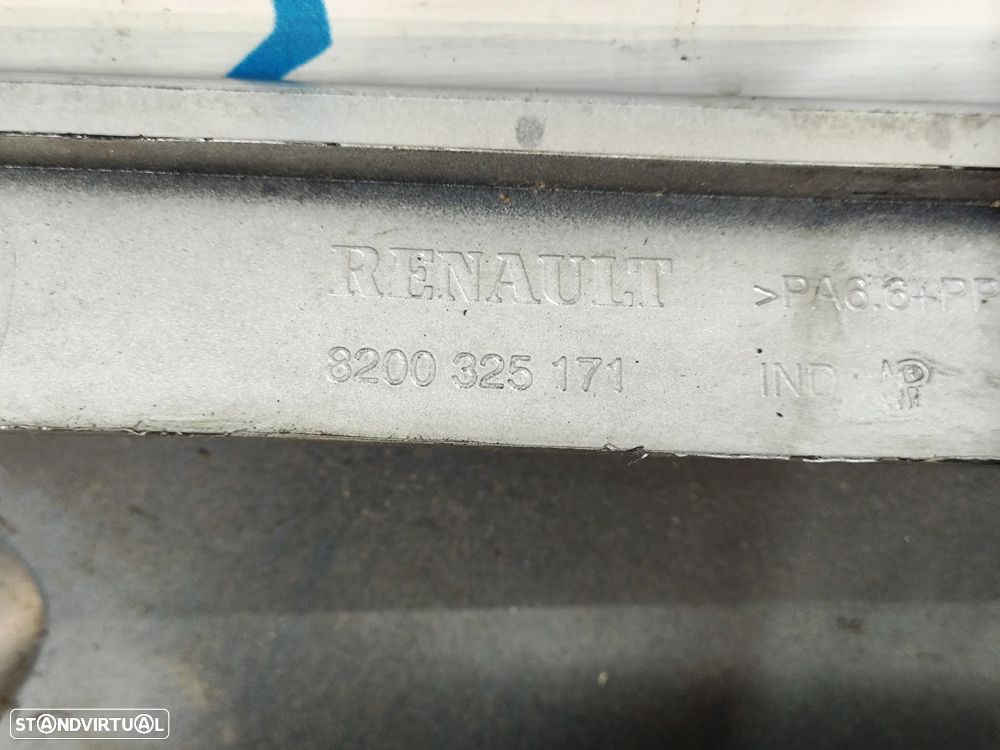 RENAULT
>PA6.6+PP
8200 325 171
IND
STANDVIRTUAL